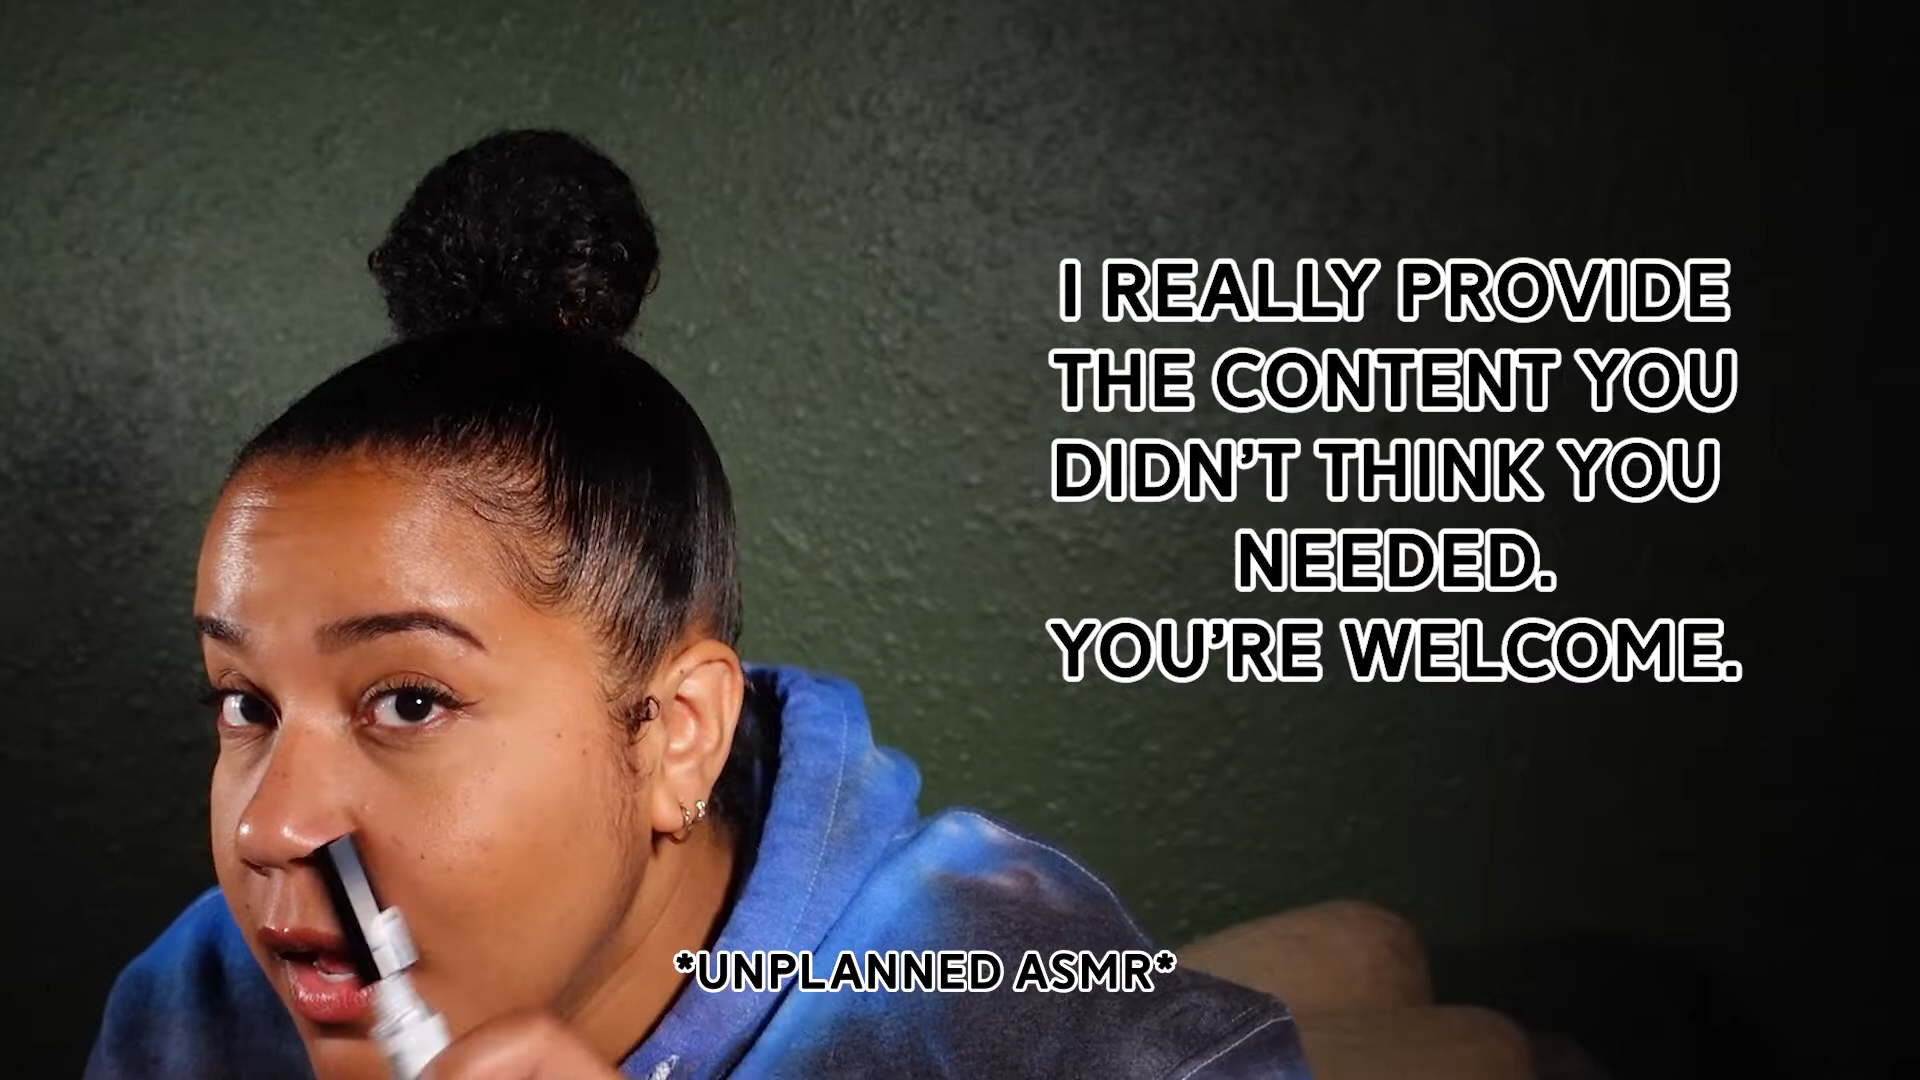 I REALLY PROVIDE
THE CONTENT YOU
DIDN'T THINK YOU
NEEDED.
YOU'RE WELCOME.
*UNPLANNED ASMR*